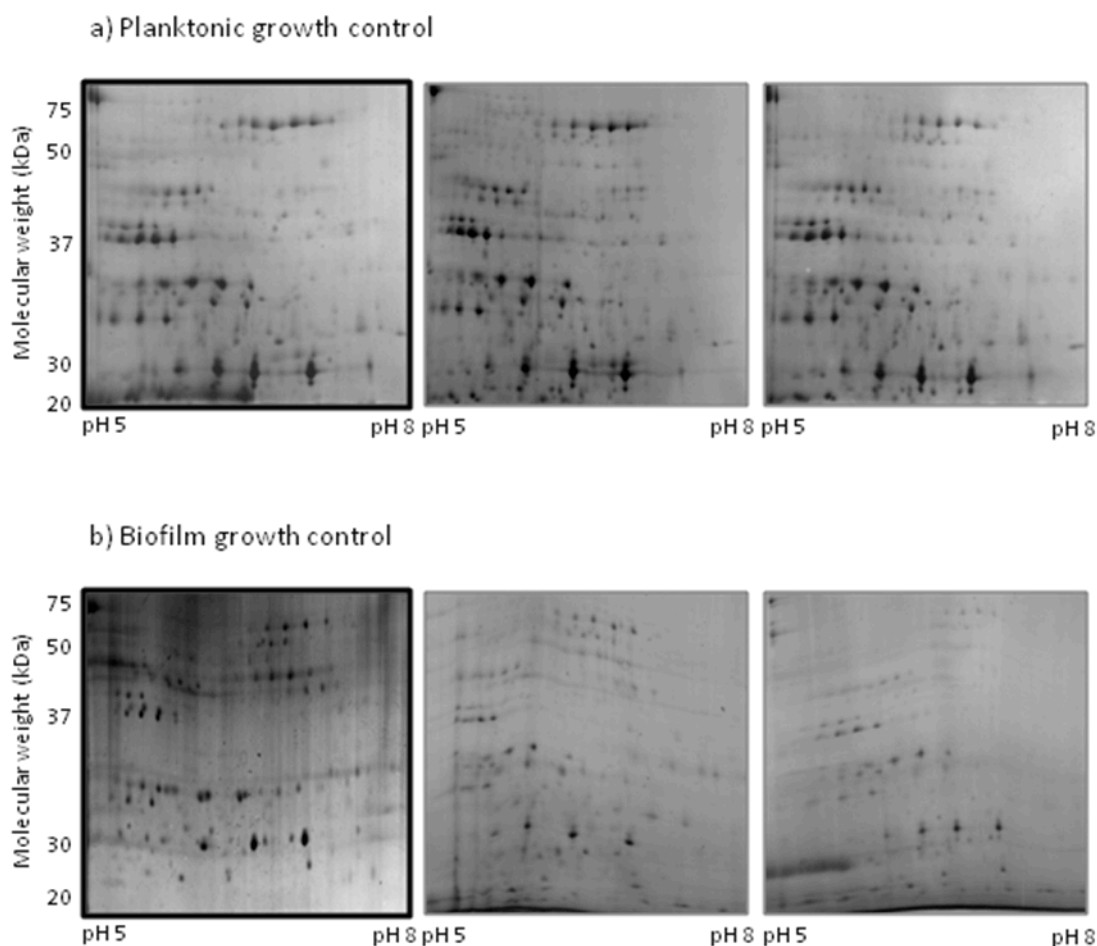 a) Planktonic growth control
Molecular weight (kDa)
75
50
37
30
20
pH 5
pH 8
pH 5
pH 8
pH 5
pH 8
b) Biofilm growth control
Molecular weight (kDa)
75
50
37
30
20
pH 5
pH 8
pH 5
pH 8
pH 5
pH 8